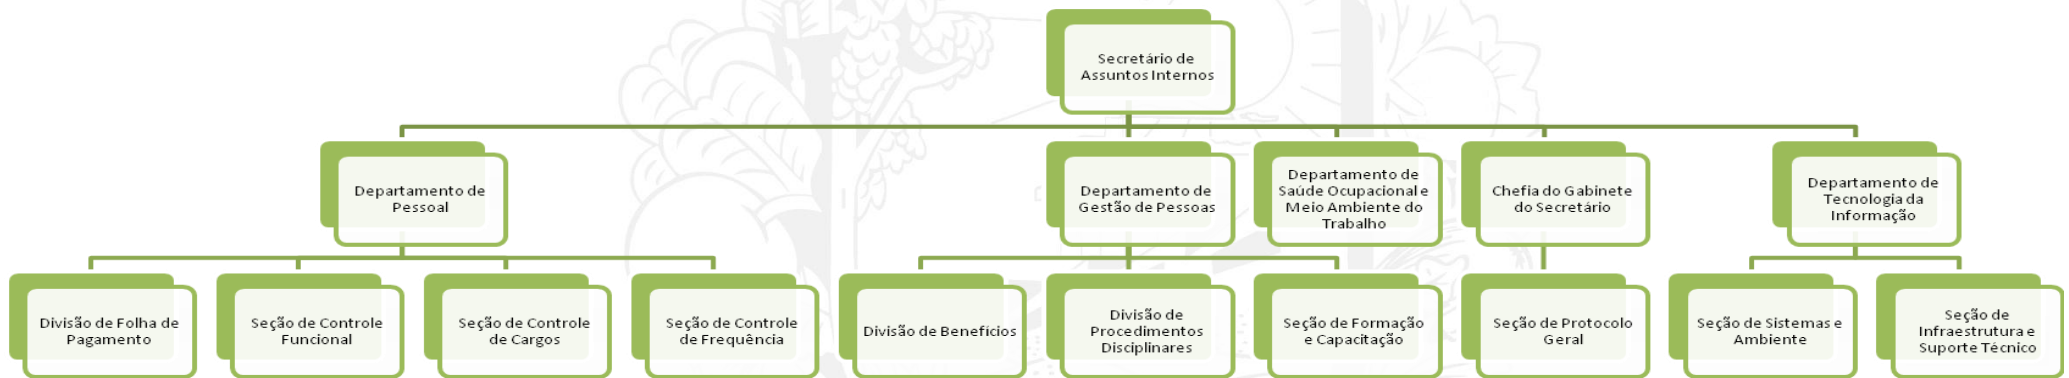 Secretário de
Assuntos Internos
Departamento de
Pessoal
Departamento de
Gestão de Pessoas
Departamento de
Saúde Ocupacional e
Meio Ambiente do
Trabalho
Chefia do Gabinete
do Secretário
Departamento de
Tecnologia da
Informação
Divisão de Folha de
Pagamento
Seção de Controle
Funcional
Seção de Controle
de Cargos
Seção de Controle
de Frequência
Divisão de Benefícios
Divisão de
Procedimentos
Disciplinares
Seção de Formação
e Capacitação
Seção de Protocolo
Geral
Seção de Sistemas e
Ambiente
Seção de
Infraestrutura e
Suporte Técnico